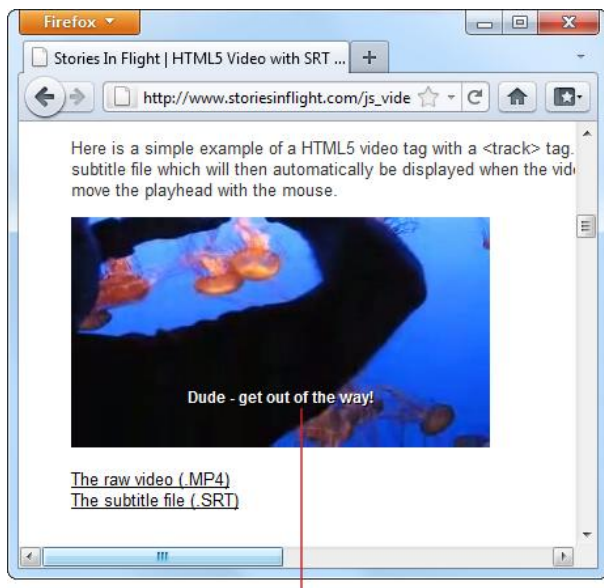 Firefox
Stories In Flight | HTML5 Video with SRT ...
http://www.storiesinflight.com/js_vide
Here is a simple example of a HTML5 video tag with a <track> tag.
subtitle file which will then automatically be displayed when the vide
move the playhead with the mouse.
Dude - get out of the way!
The raw video (.MP4)
The subtitle file (.SRT)